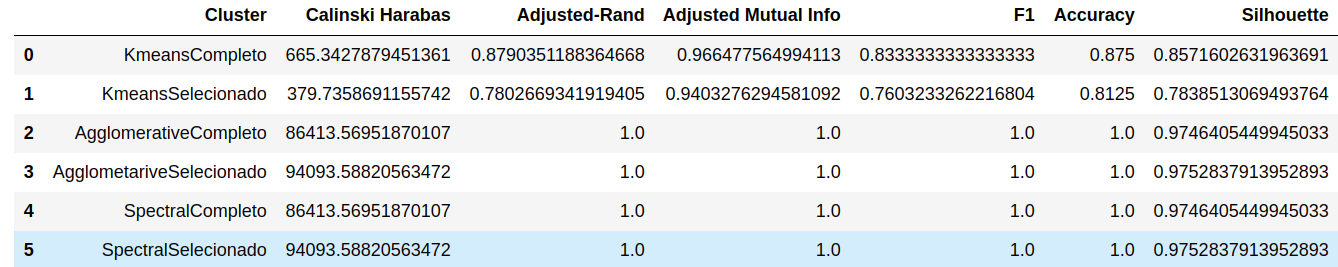 Cluster Calinski Harabas Adjusted-Rand Adjusted Mutual Info F1 Accuracy Silhouette
0 KmeansCompleto 665.3427879451361 0.8790351188364668 0.966477564994113 0.8333333333333333 0.875 0.8571602631963691
1 KmeansSelecionado 379.7358691155742 0.7802669341919405 0.9403276294581092 0.7603233262216804 0.8125 0.7838513069493764
2 AgglomerativeCompleto 86413.56951870107 1.0 1.0 1.0 1.0 0.9746405449945033
3 AgglometariveSelecionado 94093.58820563472 1.0 1.0 1.0 1.0 0.9752837913952893
4 SpectralCompleto 86413.56951870107 1.0 1.0 1.0 1.0 0.9746405449945033
5 SpectralSelecionado 94093.58820563472 1.0 1.0 1.0 1.0 0.9752837913952893